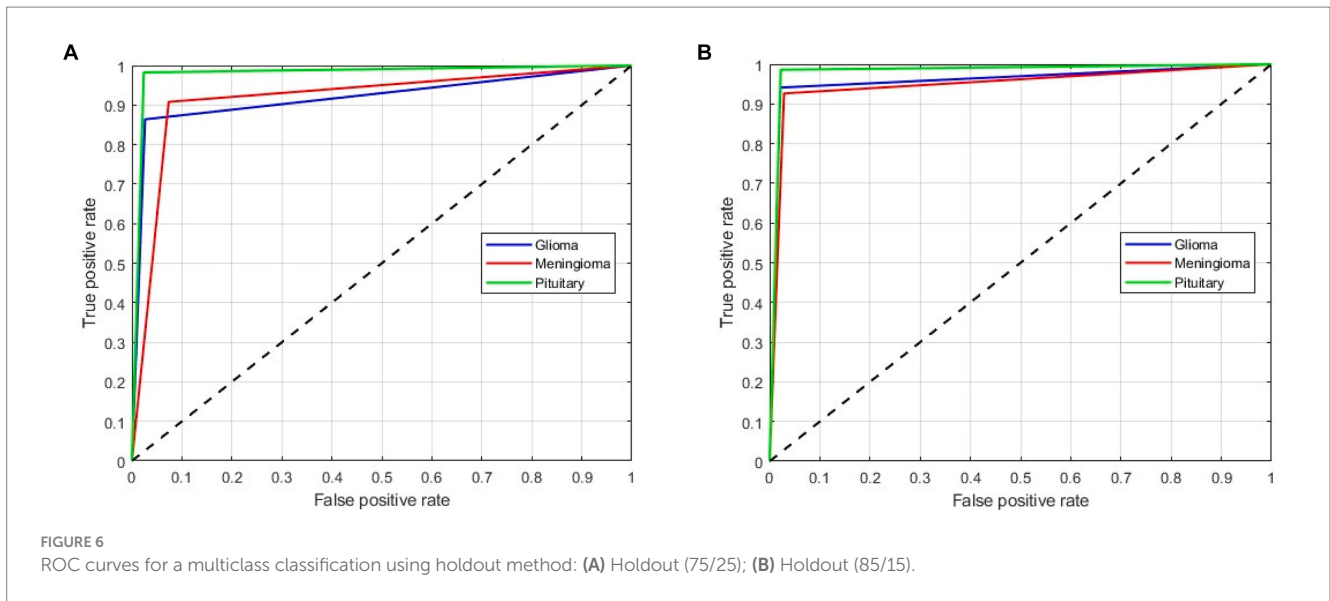 A
1
0.9
0.8
0.7
0.6
0.5
0.4
0.3
0.2
0.1
0
True positive rate
Glioma
Meningioma
Pituitary
0 0.1 0.2 0.3 0.4 0.5 0.6 0.7 0.8 0.9 1
False positive rate
B
1
0.9
0.8
0.7
0.6
0.5
0.4
0.3
0.2
0.1
0
True positive rate
Glioma
Meningioma
Pituitary
0 0.1 0.2 0.3 0.4 0.5 0.6 0.7 0.8 0.9 1
False positive rate
FIGURE 6
ROC curves for a multiclass classification using holdout method: (A) Holdout (75/25); (B) Holdout (85/15).